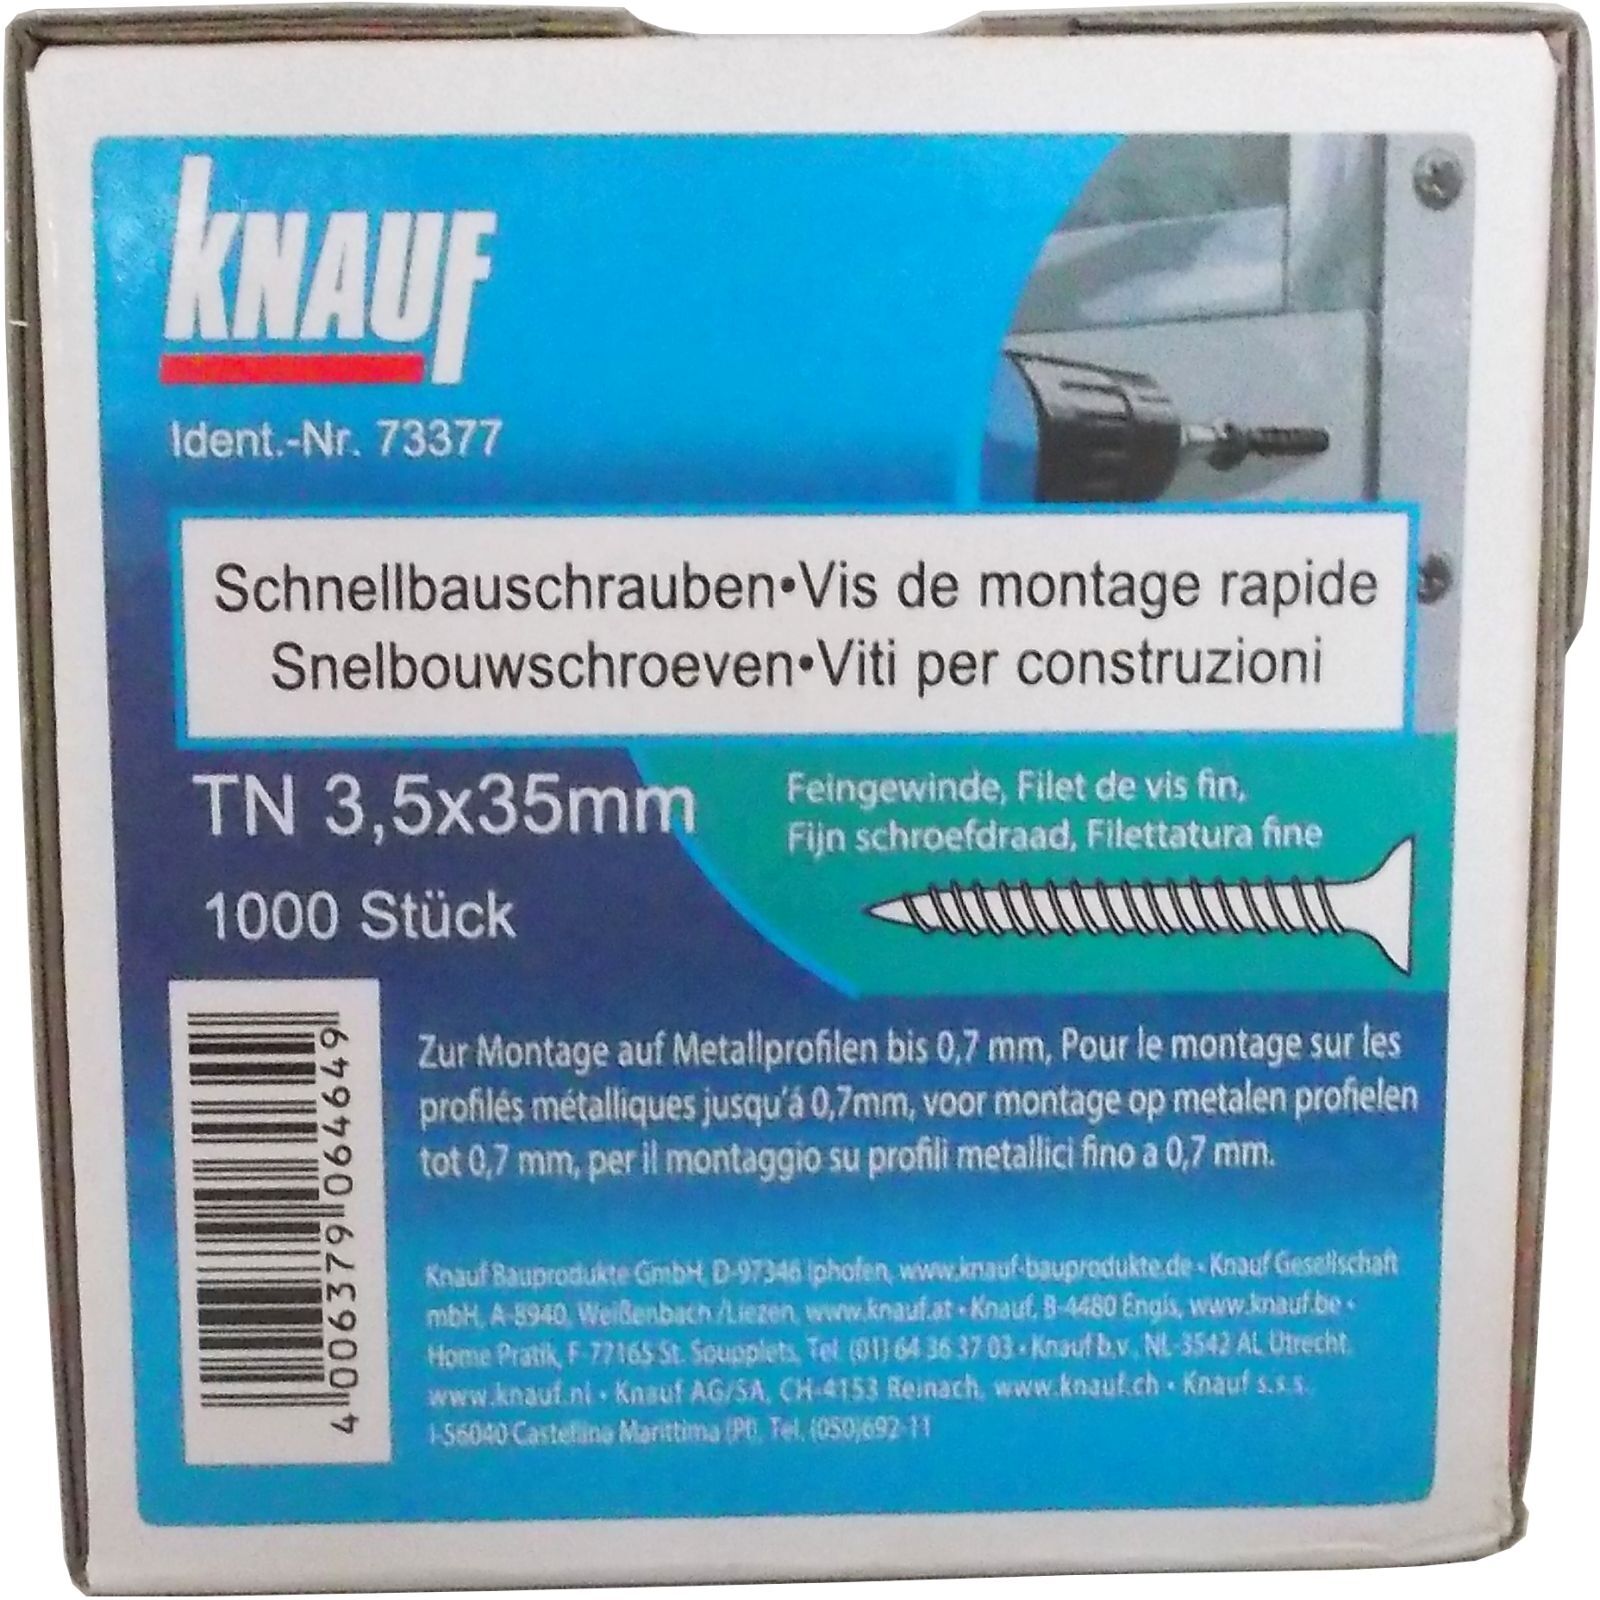 KNAUF
Ident.-Nr. 73377
Schnellbauschrauben•Vis de montage rapide
Snelbouwschroeven•Viti per construzioni
TN 3,5x35mm
1000 Stück
Feingewinde, Filet de vis fin,
Fijn schroefdraad, Filettatura fine
4 006379 064649
Zur Montage auf Metallprofilen bis 0,7 mm, Pour le montage sur les
profilés métalliques jusqu'á 0,7mm, voor montage op metalen profielen
tot 0,7 mm, per il montaggio su profili metallici fino a 0,7 mm.
Knauf Bauprodukte GmbH, D-97346 Iphofen, www.knauf-bauprodukte.de • Knauf Gesellschaft
mbH, A-8940, Weißenbach /Liezen, www.knauf.at • Knauf, B-4480 Engis, www.knauf.be •
Home Pratik, F-77165 St. Soupplets, Tel. (01) 64 36 37 03 • Knauf b.v., NL-3542 AL Utrecht,
www.knauf.nl • Knauf AG/SA, CH-4153 Reinach, www.knauf.ch • Knauf s.s.s.
I-56040 Castellina Marittima (PI), Tel. (050)692-11